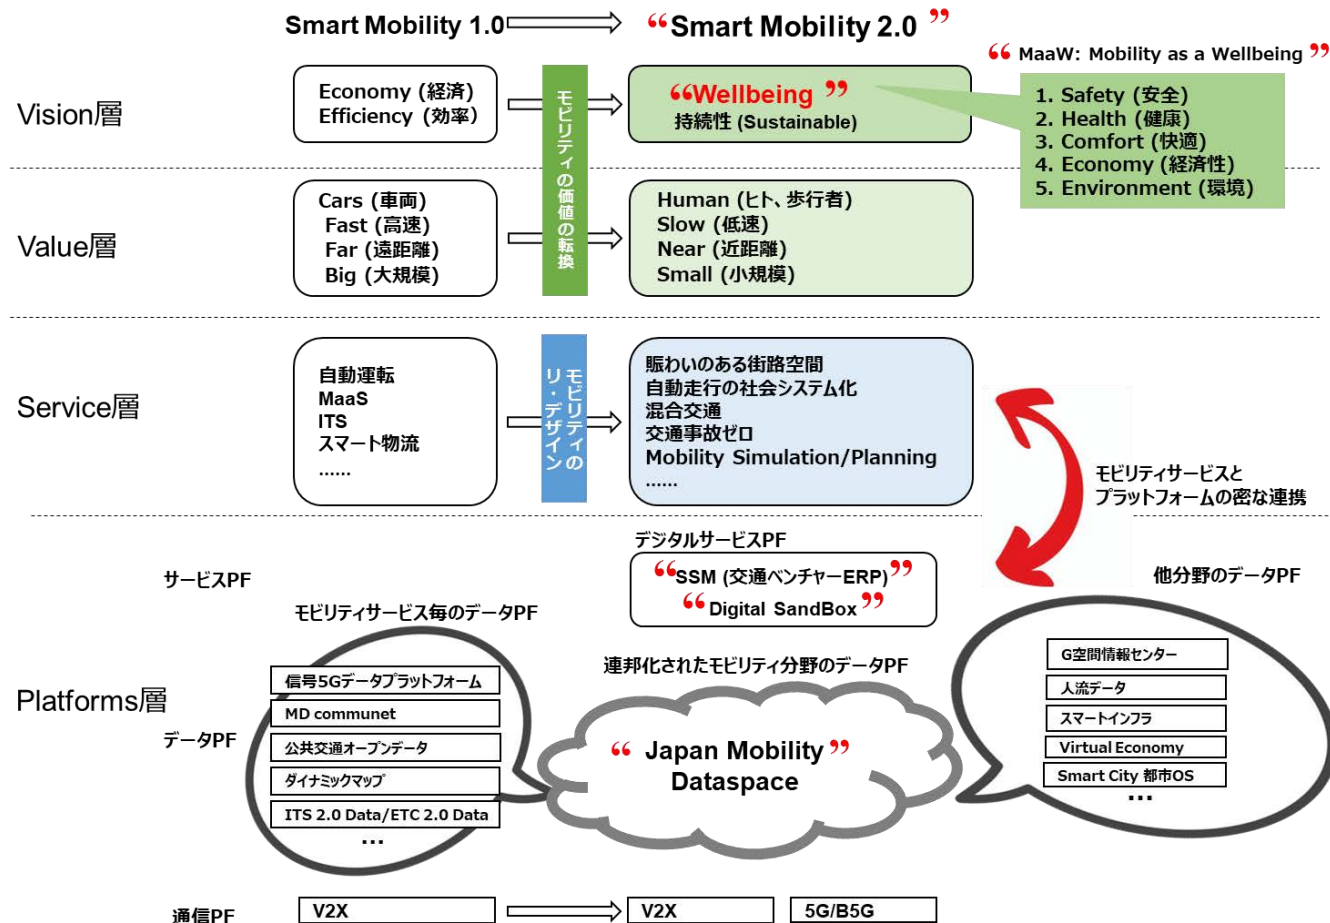 Smart Mobility 1.0
“Smart Mobility 2.0 ”
“ MaaW: Mobility as a Wellbeing ”
Vision層
Economy (経済)
Efficiency (効率)
モビリティの価値の転換
“Wellbeing ”
持続性 (Sustainable)
1. Safety (安全)
2. Health (健康)
3. Comfort (快適)
4. Economy (経済性)
5. Environment (環境)
Value層
Cars (車両)
Fast (高速)
Far (遠距離)
Big (大規模)
Human (ヒト、歩行者)
Slow (低速)
Near (近距離)
Small (小規模)
Service層
自動運転
MaaS
ITS
スマート物流
......
モビリティの
リ・デザイン
賑わいのある街路空間
自動走行の社会システム化
混合交通
交通事故ゼロ
Mobility Simulation/Planning
......
モビリティサービスと
プラットフォームの密な連携
Platforms層
サービスPF
デジタルサービスPF
“SSM (交通ベンチャーERP)”
“ Digital SandBox ”
データPF
モビリティサービス毎のデータPF
信号5Gデータプラットフォーム
MD communet
公共交通オープンデータ
ダイナミックマップ
ITS 2.0 Data/ETC 2.0 Data
...
連邦化されたモビリティ分野のデータPF
“ Japan Mobility ”
Dataspace
他分野のデータPF
G空間情報センター
人流データ
スマートインフラ
Virtual Economy
Smart City 都市OS
...
通信PF
V2X
V2X
5G/B5G